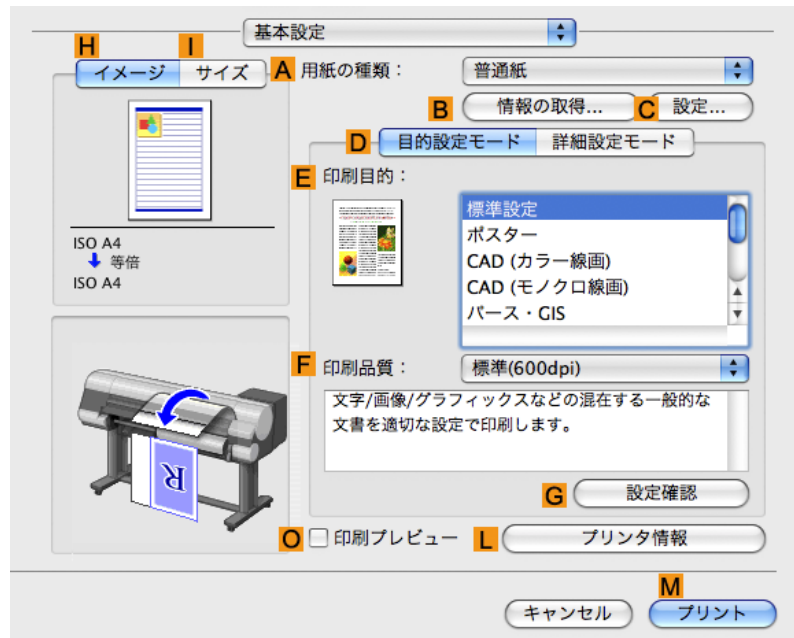 基本設定
H I
イメージ サイズ
A 用紙の種類： 普通紙
B 情報の取得... C 設定...
D 目的設定モード 詳細設定モード
E 印刷目的：
標準設定
ポスター
CAD (カラー線画)
CAD (モノクロ線画)
パース・GIS
ISO A4
等倍
ISO A4
F 印刷品質： 標準(600dpi)
文字/画像/グラフィックスなどの混在する一般的な
文書を適切な設定で印刷します。
R
G 設定確認
O 印刷プレビュー L プリンタ情報
M
キャンセル プリント